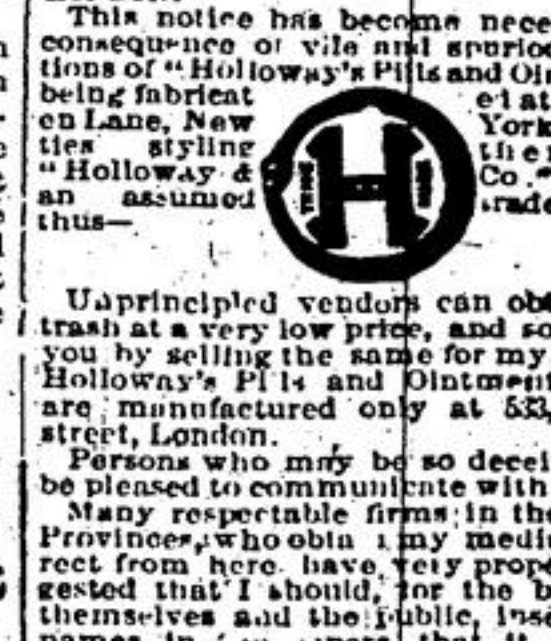 This notice has become nece
consequence of vile and spurio
tions of "Holloway's Pills and Oin
being fabricat ed at
en Lane, New York
ties styling the
"Holloway & Co."
an assumed trade
thus—
H
Unprincipled vendors can ob
trash at a very low price, and so
you by selling the same for my
Holloway's Pills and Ointment
are manufactured only at 533,
street, London.
Persons who may be so decei
be pleased to communicate with
Many respectable firms in the
Provinces, who obtain my medi
rect from here have very prop
gested that I should, for the b
themselves and the public, inse
names in